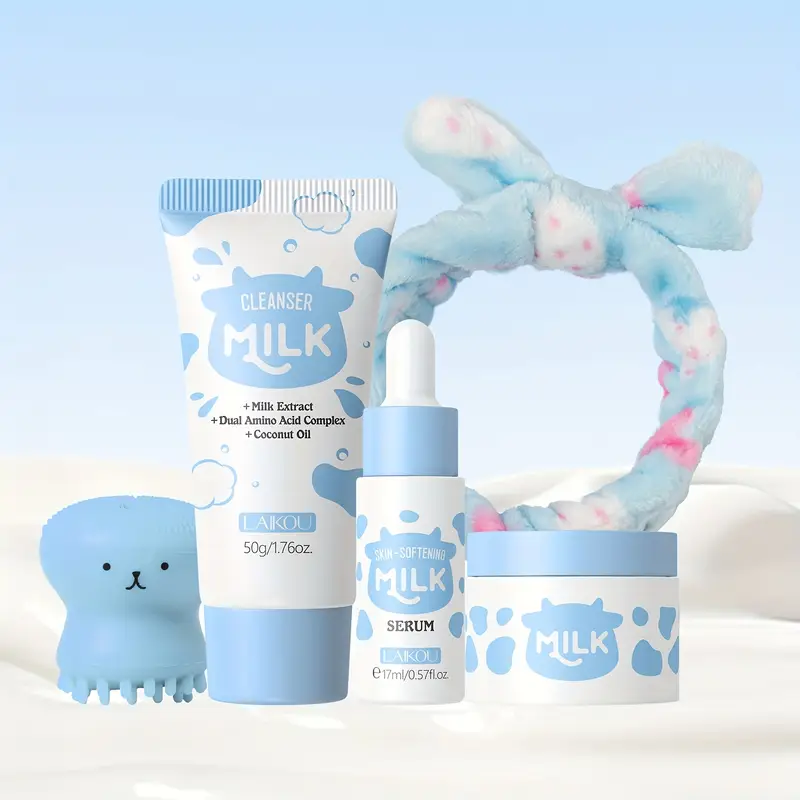 CLEANSER
MILK
+Milk Extract
+Dual Amino Acid Complex
+Coconut Oil
LAIKOU
50g/1.76oz.
SKIN-SOFTENING
MILK
SERUM
LAIKOU
℮17ml/0.57fl.oz.
MILK